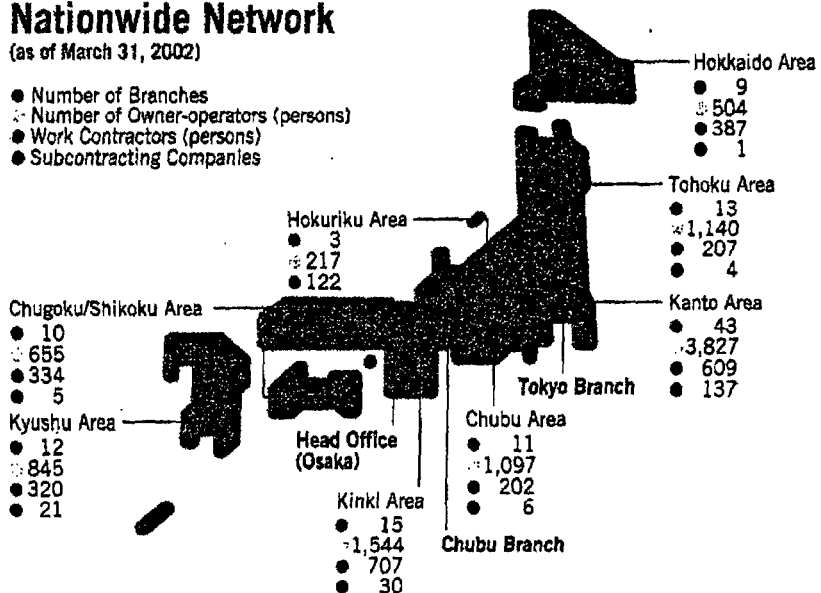 Nationwide Network
(as of March 31, 2002)
Number of Branches
Number of Owner-operators (persons)
Work Contractors (persons)
Subcontracting Companies
Hokkaido Area
9
504
387
1
Tohoku Area
13
1,140
207
4
Hokuriku Area
3
217
122
Kanto Area
43
3,827
609
137
Chugoku/Shikoku Area
10
655
334
5
Tokyo Branch
Kyushu Area
12
845
320
21
Head Office
(Osaka)
Chubu Area
11
1,097
202
6
Kinki Area
15
1,544
707
30
Chubu Branch